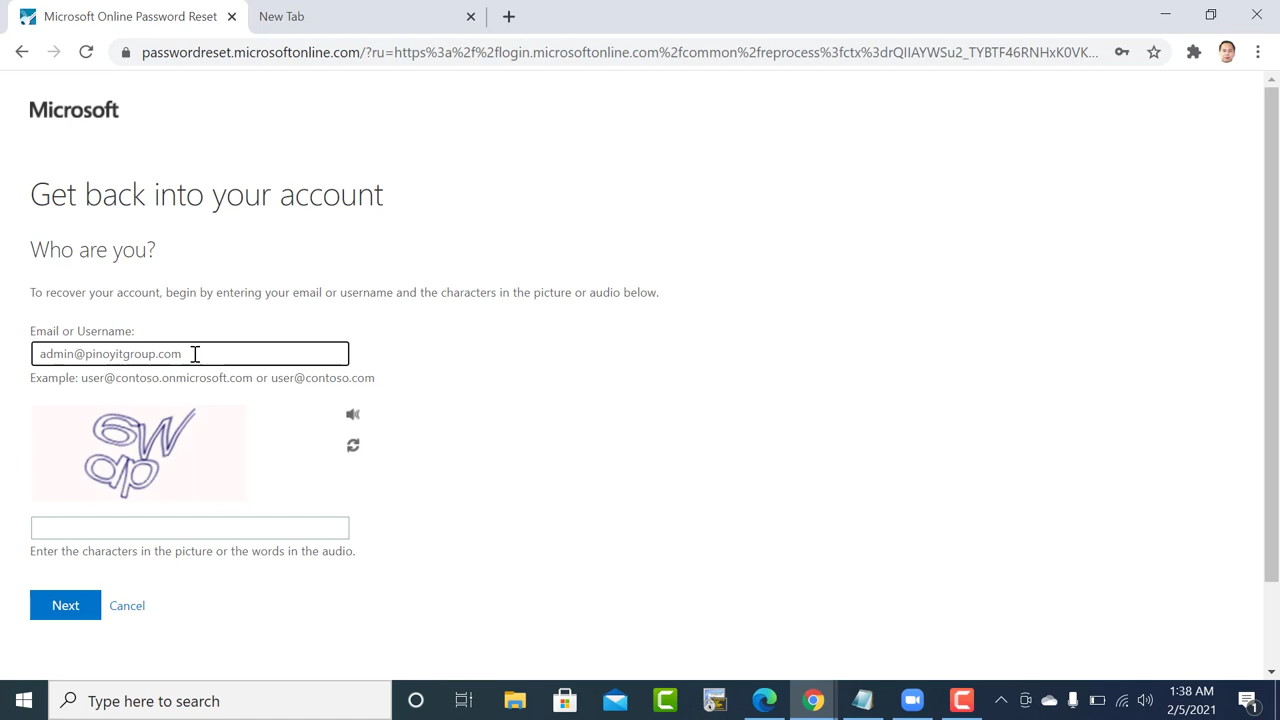 Microsoft Online Password Reset
New Tab
passwordreset.microsoftonline.com/?ru=https%3a%2f%2flogin.microsoftonline.com%2fcommon%2freprocess%3fctx%3drQIIAYWSu2_TYBTF46RNHxK0VK...
Microsoft
Get back into your account
Who are you?
To recover your account, begin by entering your email or username and the characters in the picture or audio below.
Email or Username:
admin@pinoyitgroup.com
Example: user@contoso.onmicrosoft.com or user@contoso.com
Enter the characters in the picture or the words in the audio.
Next Cancel
Type here to search
1:38 AM
2/5/2021
1